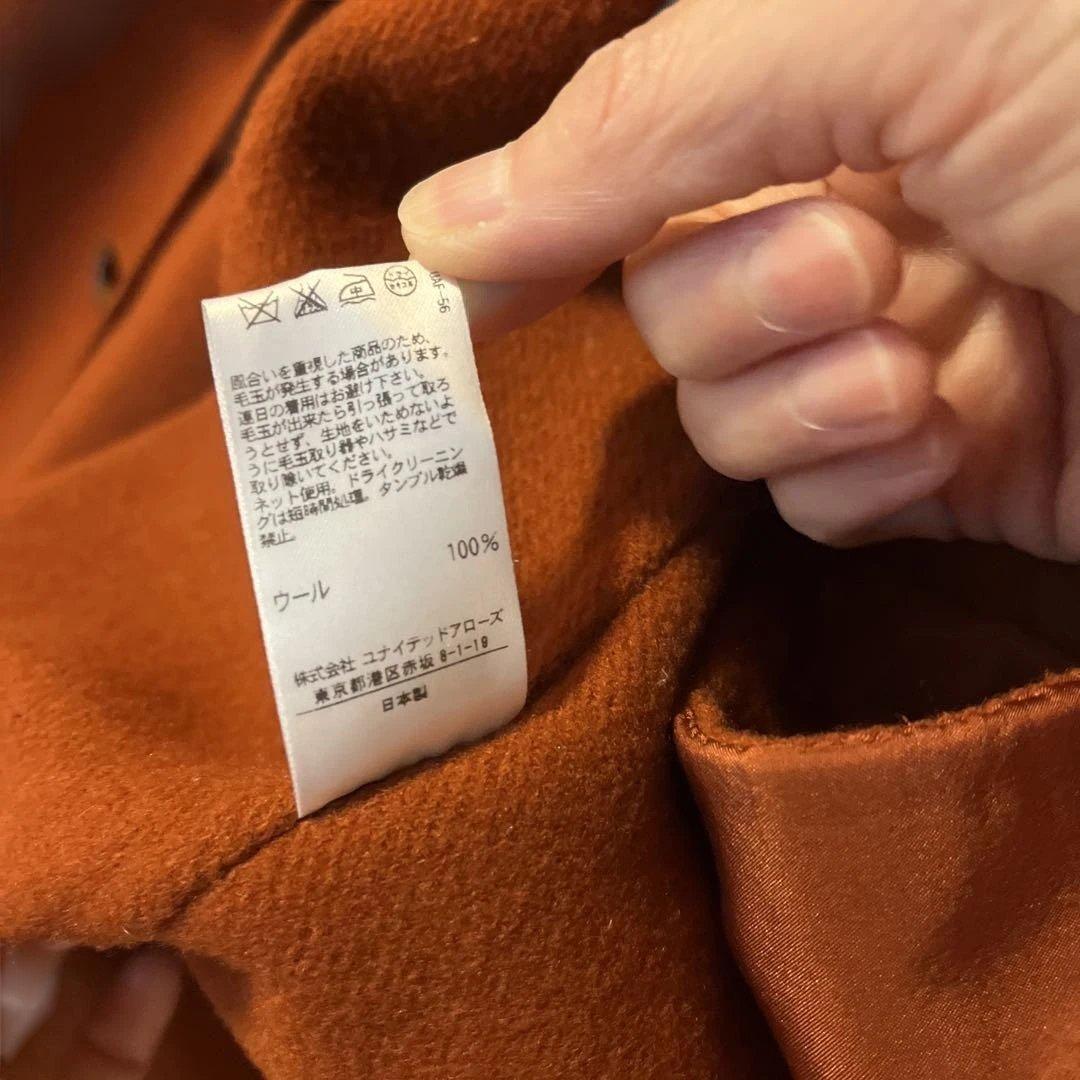 中
UAF-56
風合いを重視した商品のため、
毛玉が発生する場合があります。
連日の着用はお避け下さい。
毛玉が出来たら引っ張って取ろ
うとせず、生地をいためないよ
うに毛玉取り器やハサミなどで
取り除いてください。
ネット使用。ドライクリーニン
グは短時間処理。タンブル乾燥
禁止。
ウール 100%
株式会社 ユナイテッドアローズ
東京都港区赤坂 8-1-19
日本製